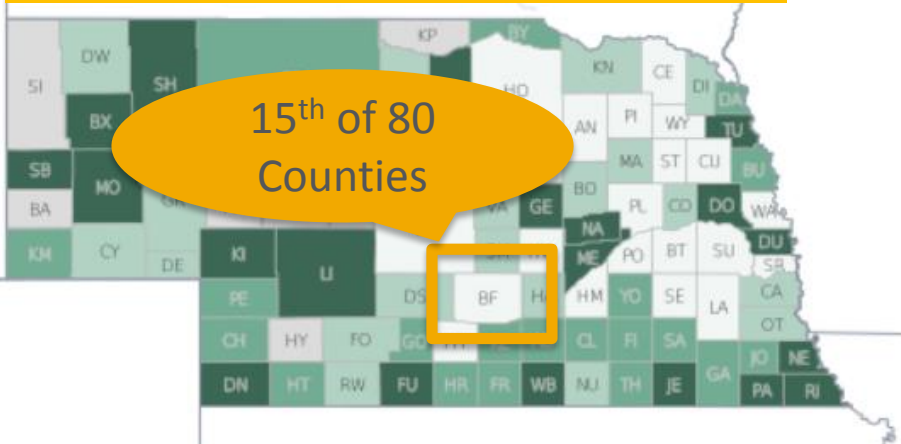 KP BY
DW KN CE
SI SH HO DI DA
15th of 80
Counties
BX AN PI WY TU
MA ST CU BU
SB MO BO
BA GE PL CO DO WA
NA
KM CY DE KI LI ME PO BT SU DU
SR
PE DS BF HA HM YO SE LA CA
OT
CH HY FO GO CL FI SA
JO NE
DN HT RW FU HR FR WB NU TH JE GA PA RI